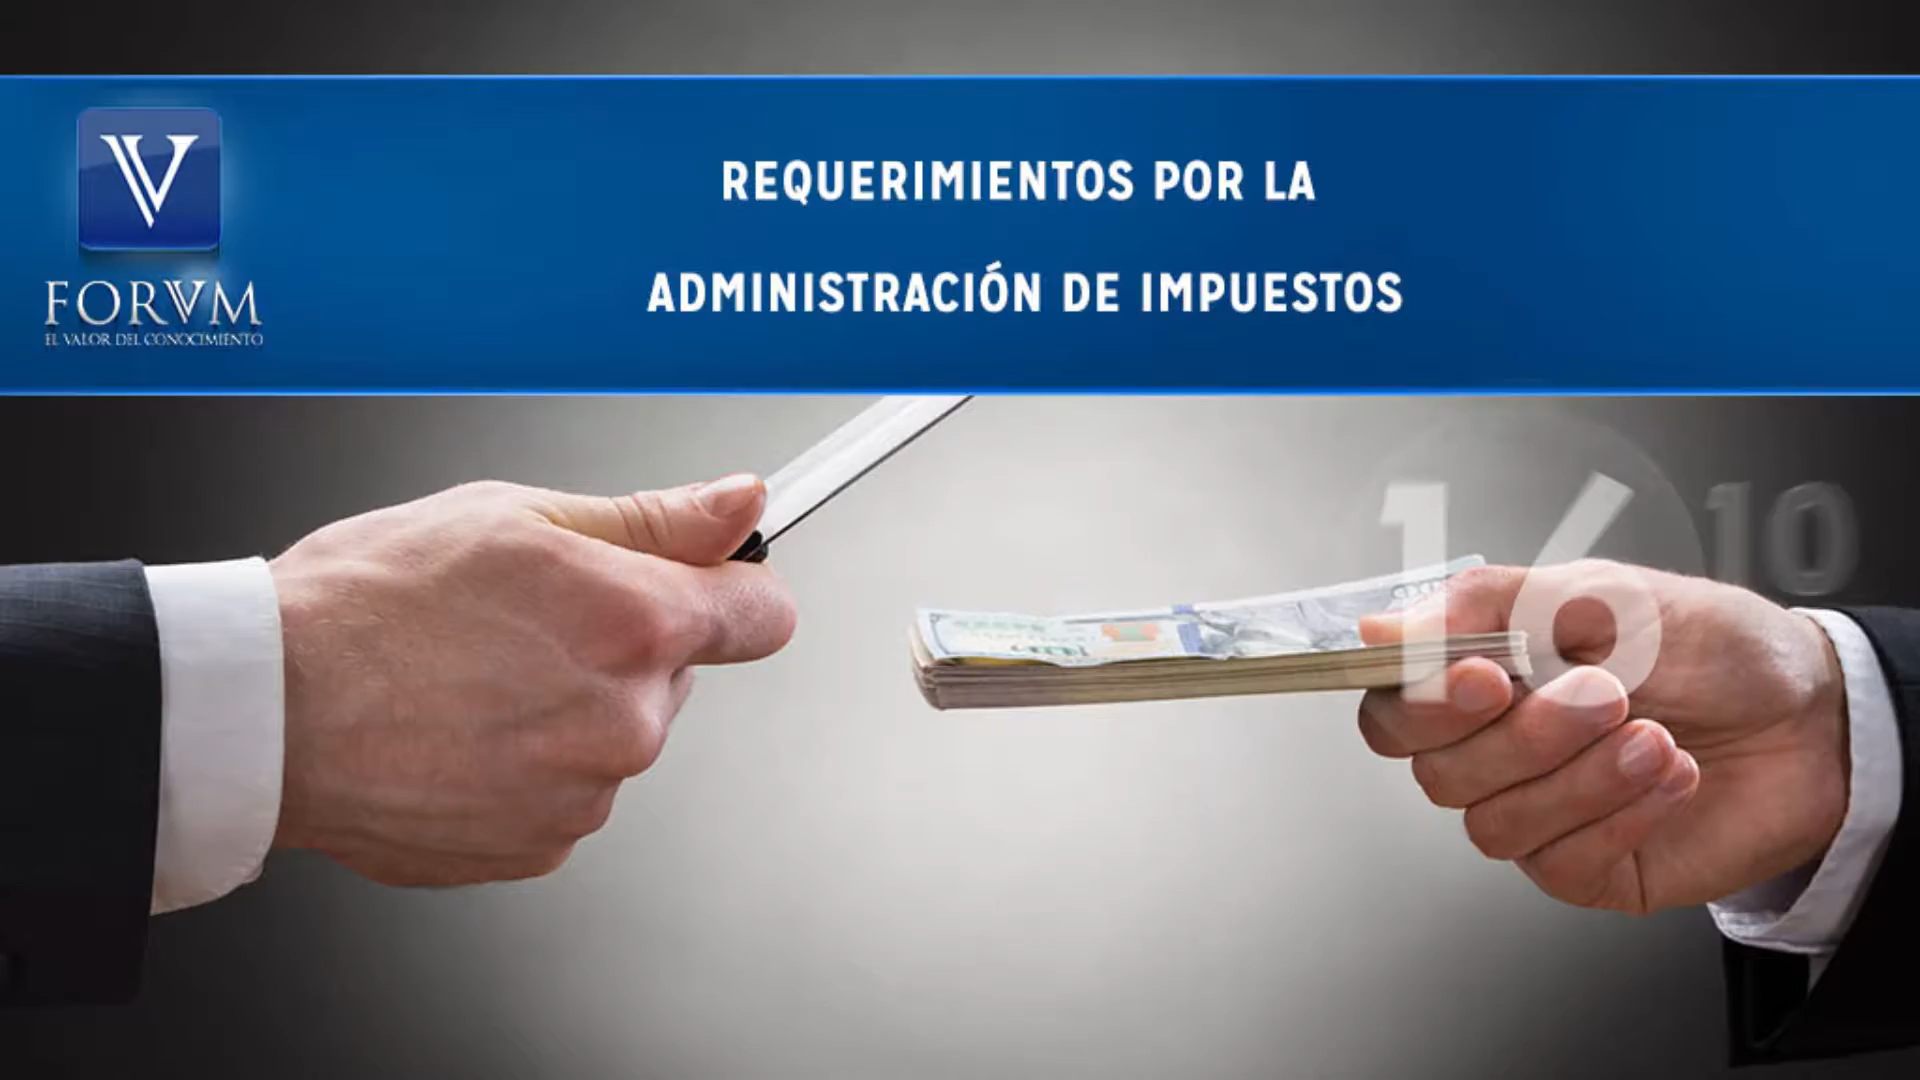 V
REQUERIMIENTOS POR LA
ADMINISTRACIÓN DE IMPUESTOS
FORVM
EL VALOR DEL CONOCIMIENTO
16
10